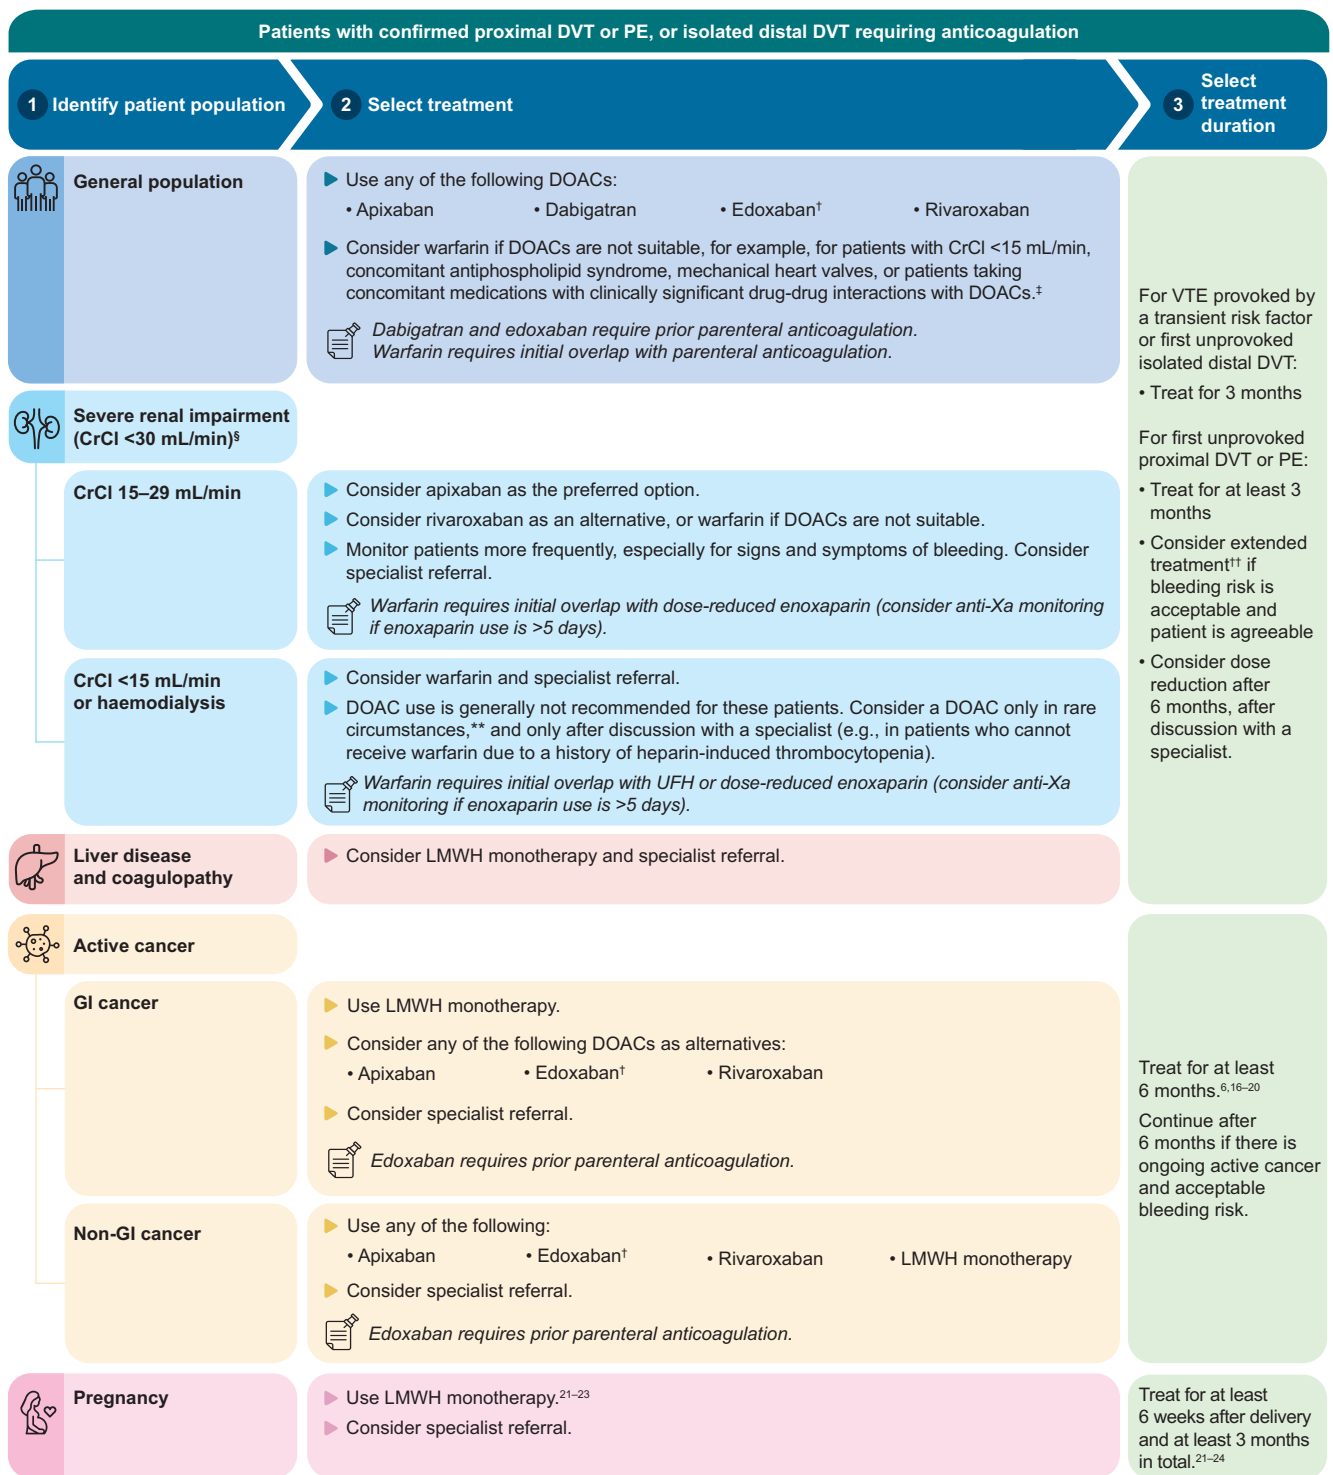 Patients with confirmed proximal DVT or PE, or isolated distal DVT requiring anticoagulation
1 Identify patient population
2 Select treatment
3 Select
treatment
duration
General population
▶ Use any of the following DOACs:
• Apixaban • Dabigatran • Edoxaban† • Rivaroxaban
▶ Consider warfarin if DOACs are not suitable, for example, for patients with CrCl <15 mL/min,
concomitant antiphospholipid syndrome, mechanical heart valves, or patients taking
concomitant medications with clinically significant drug-drug interactions with DOACs.‡
Dabigatran and edoxaban require prior parenteral anticoagulation.
Warfarin requires initial overlap with parenteral anticoagulation.
Severe renal impairment
(CrCl <30 mL/min)§
CrCl 15–29 mL/min
▶ Consider apixaban as the preferred option.
▶ Consider rivaroxaban as an alternative, or warfarin if DOACs are not suitable.
▶ Monitor patients more frequently, especially for signs and symptoms of bleeding. Consider
specialist referral.
Warfarin requires initial overlap with dose-reduced enoxaparin (consider anti-Xa monitoring
if enoxaparin use is >5 days).
CrCl <15 mL/min
or haemodialysis
▶ Consider warfarin and specialist referral.
▶ DOAC use is generally not recommended for these patients. Consider a DOAC only in rare
circumstances,** and only after discussion with a specialist (e.g., in patients who cannot
receive warfarin due to a history of heparin-induced thrombocytopenia).
Warfarin requires initial overlap with UFH or dose-reduced enoxaparin (consider anti-Xa
monitoring if enoxaparin use is >5 days).
Liver disease
and coagulopathy
▶ Consider LMWH monotherapy and specialist referral.
For VTE provoked by
a transient risk factor
or first unprovoked
isolated distal DVT:
• Treat for 3 months
For first unprovoked
proximal DVT or PE:
• Treat for at least 3
months
• Consider extended
treatment†† if
bleeding risk is
acceptable and
patient is agreeable
• Consider dose
reduction after
6 months, after
discussion with a
specialist.
Active cancer
GI cancer
▶ Use LMWH monotherapy.
▶ Consider any of the following DOACs as alternatives:
• Apixaban • Edoxaban† • Rivaroxaban
▶ Consider specialist referral.
Edoxaban requires prior parenteral anticoagulation.
Non-GI cancer
▶ Use any of the following:
• Apixaban • Edoxaban† • Rivaroxaban • LMWH monotherapy
▶ Consider specialist referral.
Edoxaban requires prior parenteral anticoagulation.
Treat for at least
6 months.6,16–20
Continue after
6 months if there is
ongoing active cancer
and acceptable
bleeding risk.
Pregnancy
▶ Use LMWH monotherapy.21–23
▶ Consider specialist referral.
Treat for at least
6 weeks after delivery
and at least 3 months
in total.21–24